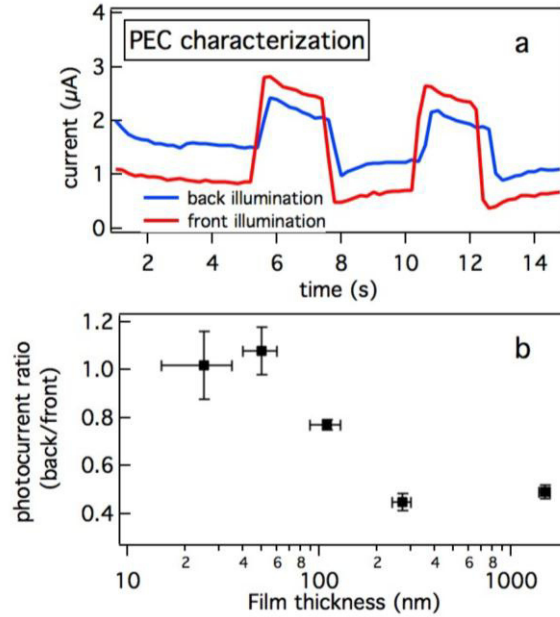 PEC characterization
a
current (µA)
4
3
2
1
0
back illumination
front illumination
2
4
6
8
10
12
14
time (s)
b
photocurrent ratio
(back/front)
1.2
1.0
0.8
0.6
0.4
10
2
4
6
8
100
2
4
6
8
1000
Film thickness (nm)